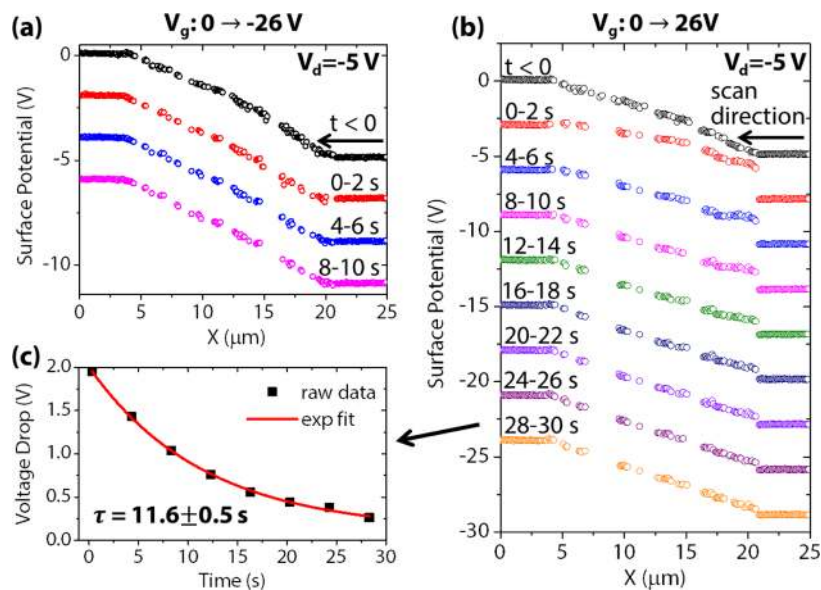 (a)
Vg: 0 → -26 V
Vd=-5 V
t < 0
0-2 s
4-6 s
8-10 s
0
-5
-10
Surface Potential (V)
0 5 10 15 20 25
X (μm)
(b)
Vg: 0 → 26V
Vd=-5 V
t < 0
scan
direction
0-2 s
4-6 s
8-10 s
12-14 s
16-18 s
20-22 s
24-26 s
28-30 s
0
-5
-10
-15
-20
-25
-30
Surface Potential (V)
0 5 10 15 20 25
X (μm)
(c)
raw data
exp fit
τ = 11.6±0.5 s
2.0
1.5
1.0
0.5
0.0
Voltage Drop (V)
0 5 10 15 20 25 30
Time (s)